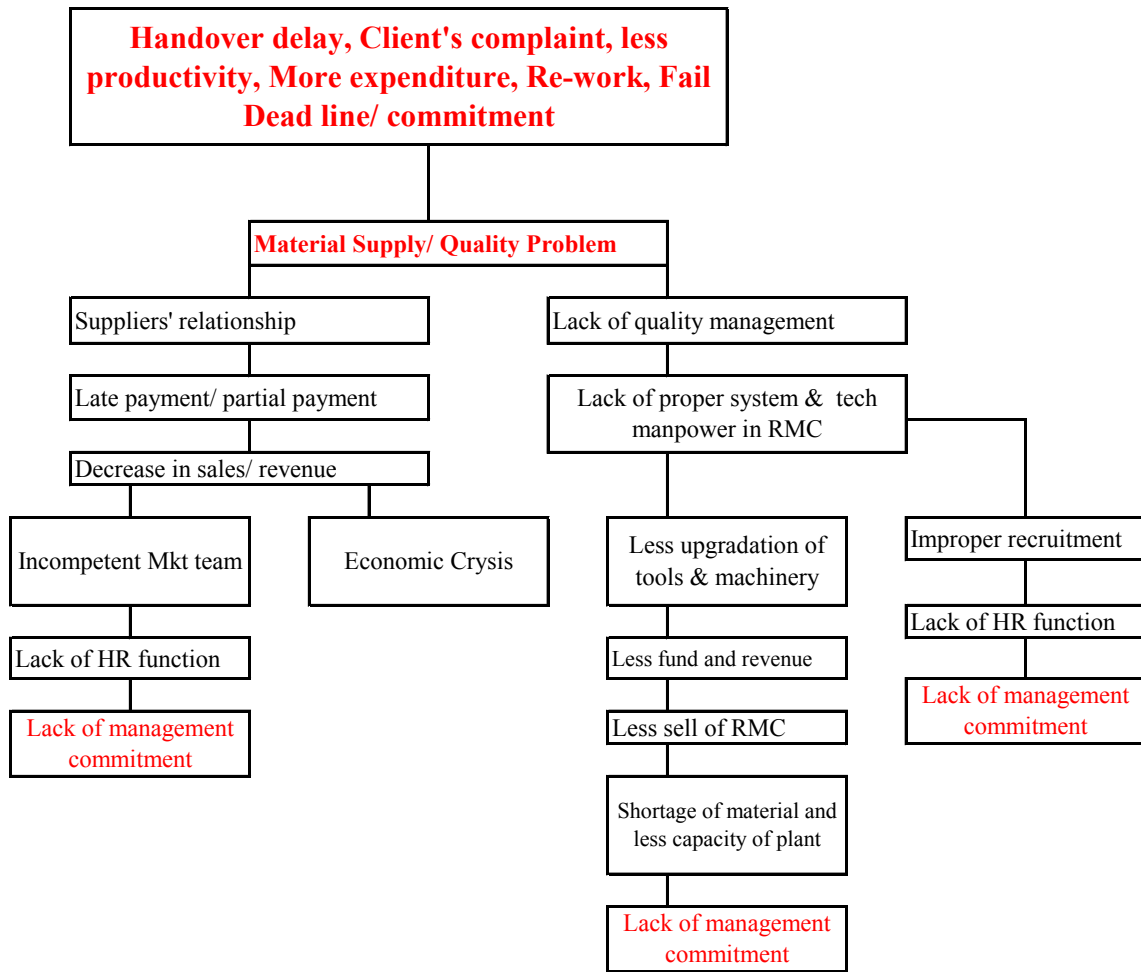 Handover delay, Client's complaint, less
productivity, More expenditure, Re-work, Fail
Dead line/ commitment
Material Supply/ Quality Problem
Suppliers' relationship
Lack of quality management
Late payment/ partial payment
Lack of proper system & tech
manpower in RMC
Decrease in sales/ revenue
Incompetent Mkt team
Economic Crysis
Less upgradation of
tools & machinery
Improper recruitment
Lack of HR function
Less fund and revenue
Lack of HR function
Lack of management
commitment
Less sell of RMC
Lack of management
commitment
Shortage of material and
less capacity of plant
Lack of management
commitment